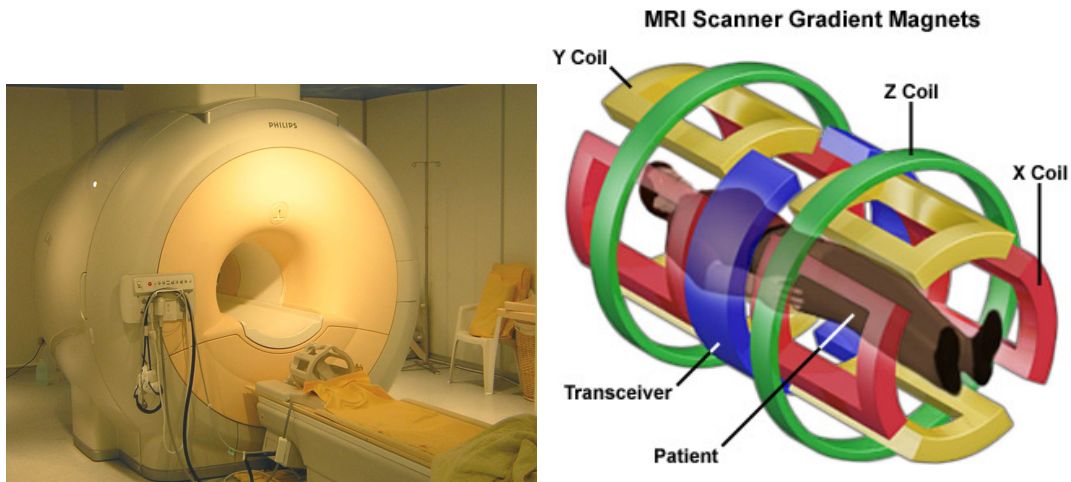 PHILIPS
MRI Scanner Gradient Magnets
Y Coil
Z Coil
X Coil
Transceiver
Patient